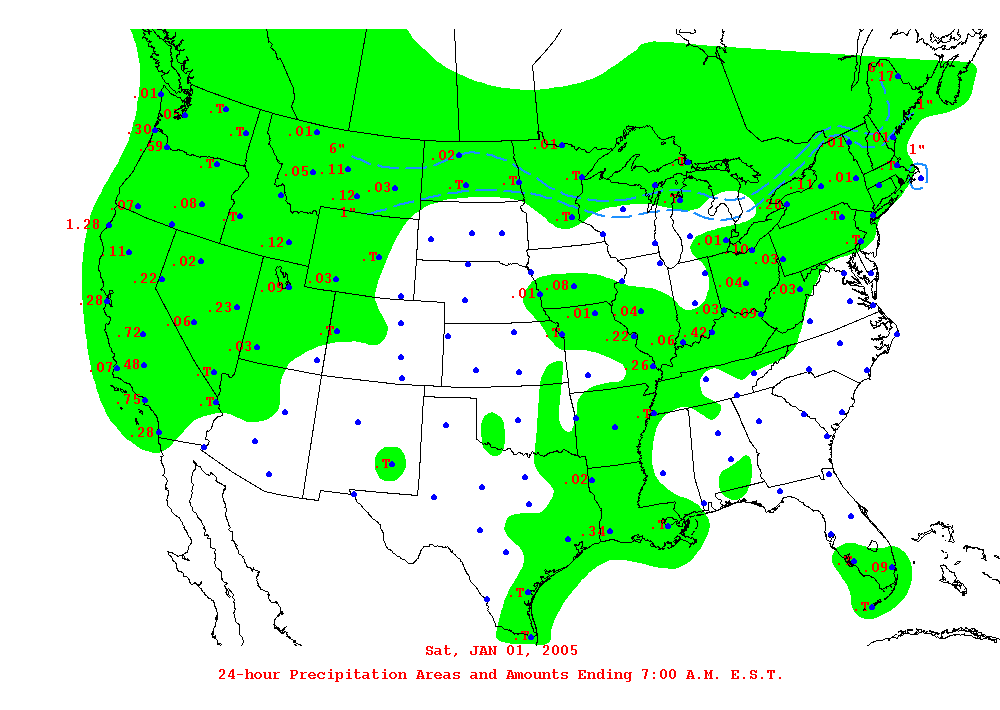 6"
.17
.01
.T
1"
.05
.30
.T
.01
.01
.01
.59
.01
1"
6"
.02
.T
.T
.T
.05
.11
.T
.01
.T
.T
.11
.03
.12
.T
.07
.08
.20
1"
.T
.T
.T
1.28
.T
.12
.01
.10
.11
.02
.T
.03
.22
.03
.09
.08
.04
.03
.01
.28
.23
.01
.04
.03
.09
.06
.72
.T
.T
.22
.42
.06
.03
.07
.48
.T
.26
.75
.T
.T
.28
.T
.02
.34
.T
.T
.09
.T
.T
.T
Sat, JAN 01, 2005
24-hour Precipitation Areas and Amounts Ending 7:00 A.M. E.S.T.